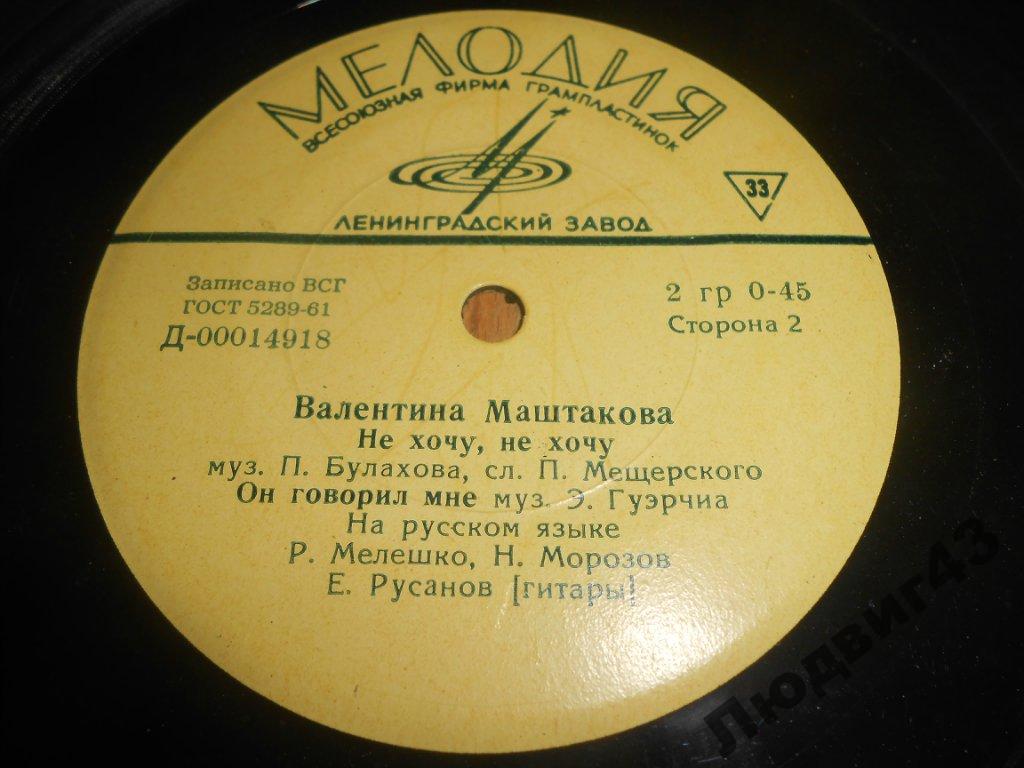 МЕЛОДИЯ
ВСЕСОЮЗНАЯ ФИРМА ГРАМПЛАСТИНОК
33
ЛЕНИНГРАДСКИЙ ЗАВОД
Записано ВСГ
ГОСТ 5289-61
Д-00014918
2 гр 0-45
Сторона 2
Валентина Маштакова
Не хочу, не хочу
муз. П. Булахова, сл. П. Мещерского
Он говорил мне муз. Э. Гуэрчиа
На русском языке
Р. Мелешко, Н. Морозов
Е. Русанов [гитары]
Людвиг43